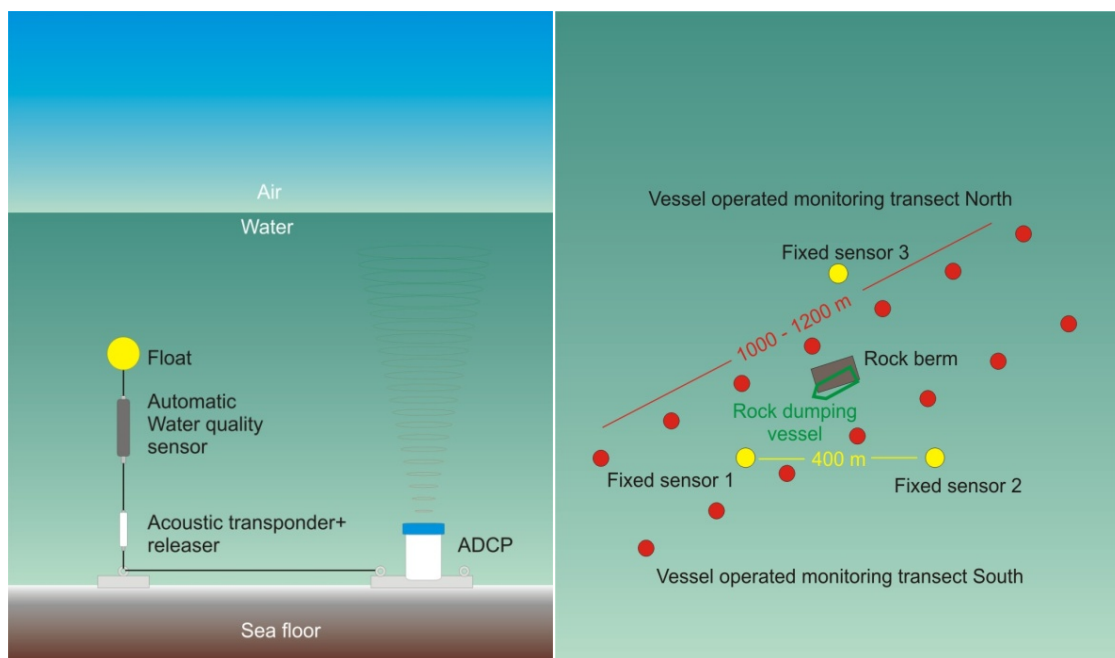 Air
Water
Float
Automatic
Water quality
sensor
Acoustic transponder+
releaser
ADCP
Sea floor
Vessel operated monitoring transect North
Fixed sensor 3
1000 - 1200 m
Rock berm
Rock dumping
vessel
400 m
Fixed sensor 1
Fixed sensor 2
Vessel operated monitoring transect South